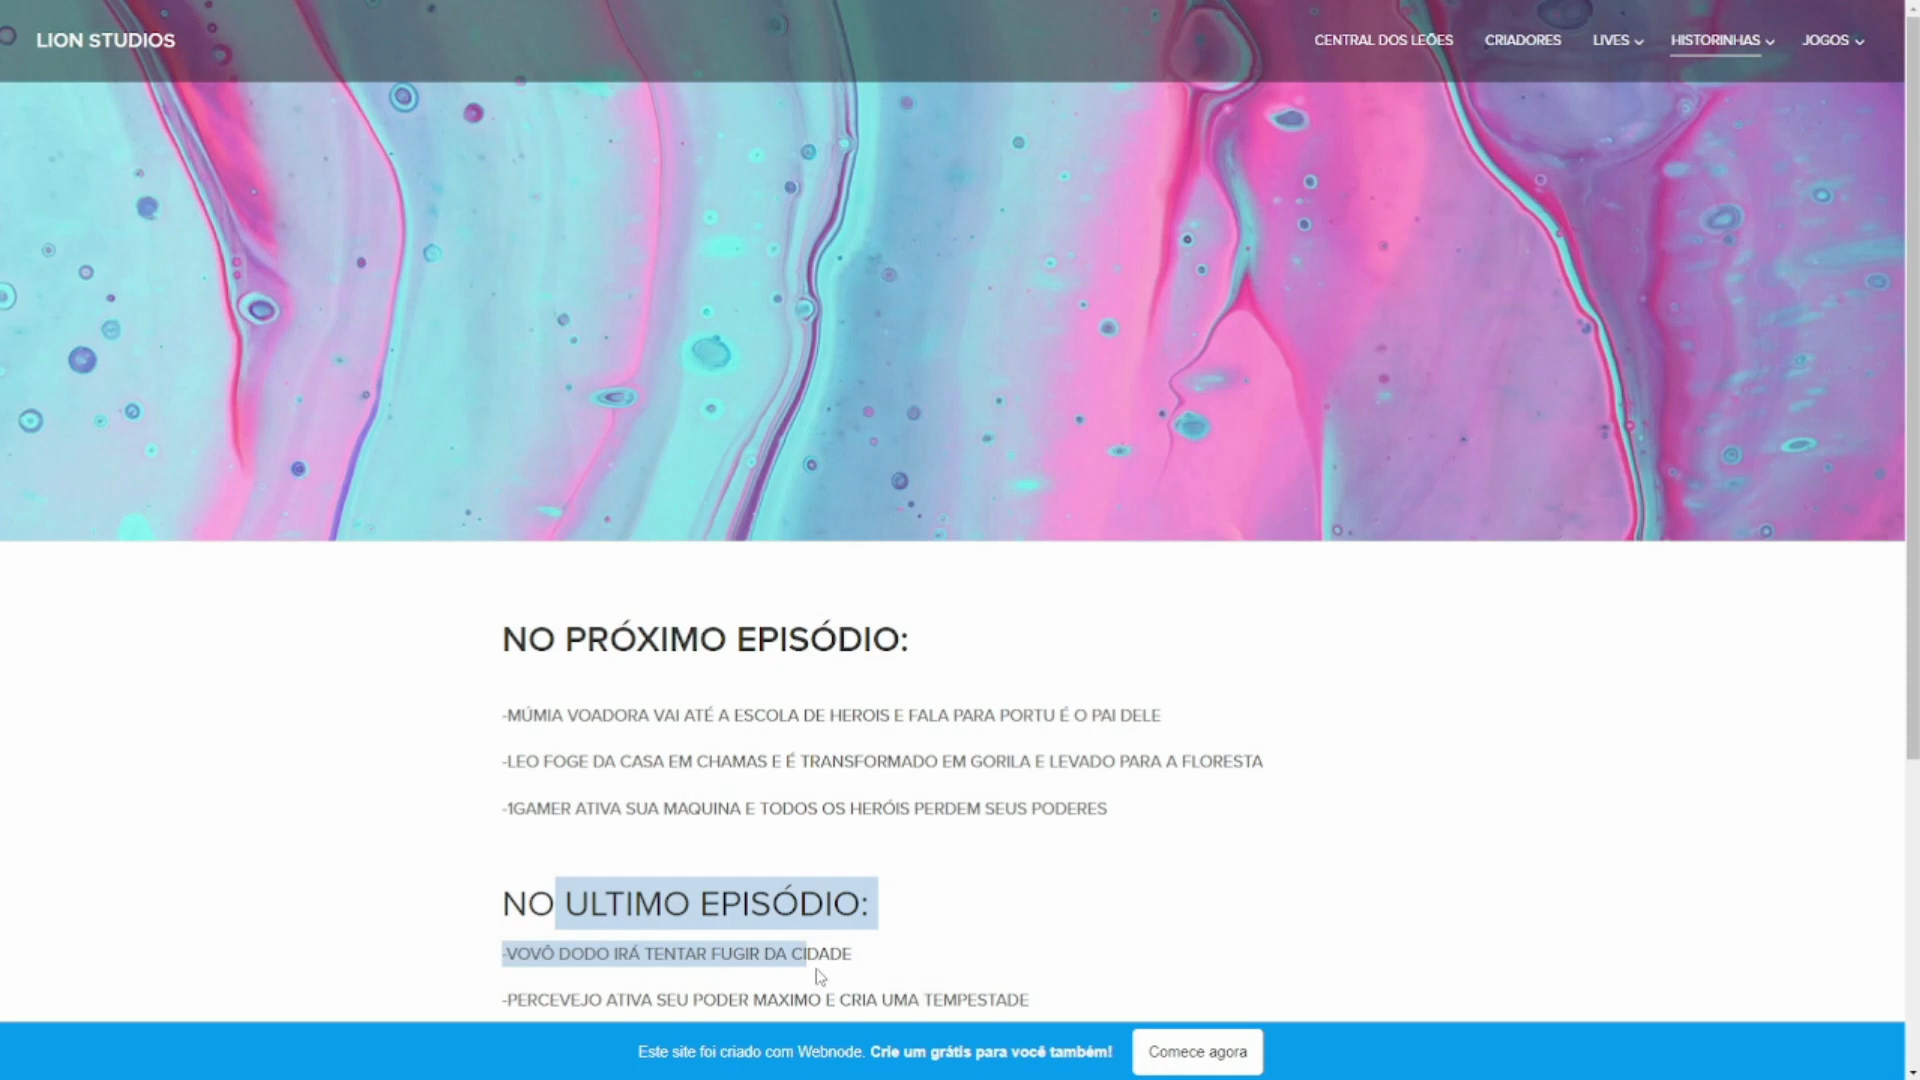 LION STUDIOS
CENTRAL DOS LEÕES CRIADORES LIVES HISTORINHAS JOGOS
NO PRÓXIMO EPISÓDIO:
-MÚMIA VOADORA VAI ATÉ A ESCOLA DE HEROIS E FALA PARA PORTU É O PAI DELE
-LEO FOGE DA CASA EM CHAMAS E É TRANSFORMADO EM GORILA E LEVADO PARA A FLORESTA
-1GAMER ATIVA SUA MAQUINA E TODOS OS HERÓIS PERDEM SEUS PODERES
NO ULTIMO EPISÓDIO:
-VOVÔ DODO IRÁ TENTAR FUGIR DA CIDADE
-PERCEVEJO ATIVA SEU PODER MAXIMO E CRIA UMA TEMPESTADE
Este site foi criado com Webnode. Crie um grátis para você também! Comece agora